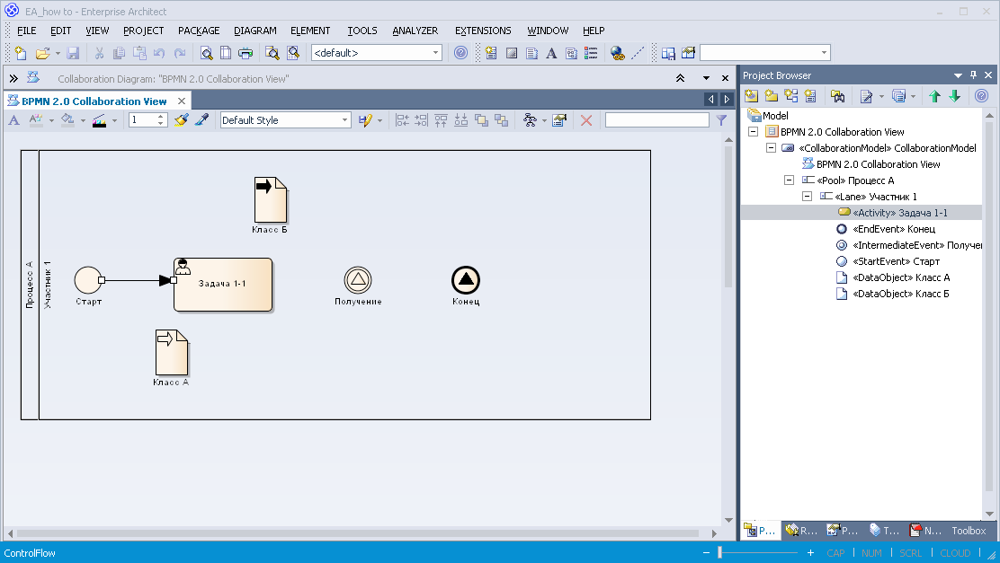 EA_how to - Enterprise Architect
FILE EDIT VIEW PROJECT PACKAGE DIAGRAM ELEMENT TOOLS ANALYZER EXTENSIONS WINDOW HELP
<default>
Collaboration Diagram: "BPMN 2.0 Collaboration View"
BPMN 2.0 Collaboration View
1
Default Style
Процесс А
Участник 1
Класс Б
Старт
Задача 1-1
Получение
Конец
Класс А
Project Browser
Model
BPMN 2.0 Collaboration View
«CollaborationModel» CollaborationModel
BPMN 2.0 Collaboration View
«Pool» Процесс А
«Lane» Участник 1
«Activity» Задача 1-1
«EndEvent» Конец
«IntermediateEvent» Получен
«StartEvent» Старт
«DataObject» Класс А
«DataObject» Класс Б
P... R... P... T... N... Toolbox
ControlFlow
CAP NUM SCRL CLOUD